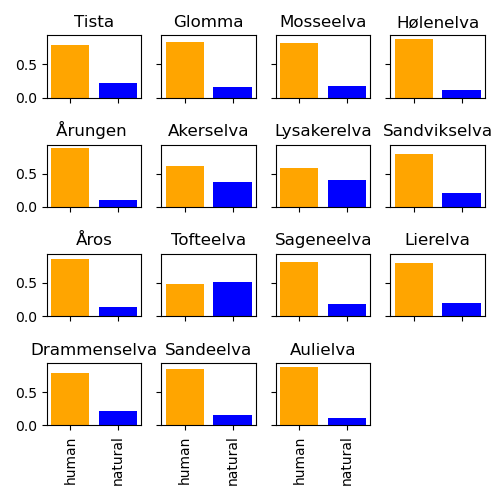 Tista Glomma Mosseelva Hølenelva
0.5
0.0
Årungen Akerselva Lysakerelva Sandvikselva
0.5
0.0
Åros Tofteelva Sageneelva Lierelva
0.5
0.0
Drammenselva Sandeelva Aulielva
0.5
0.0
human natural human natural human natural